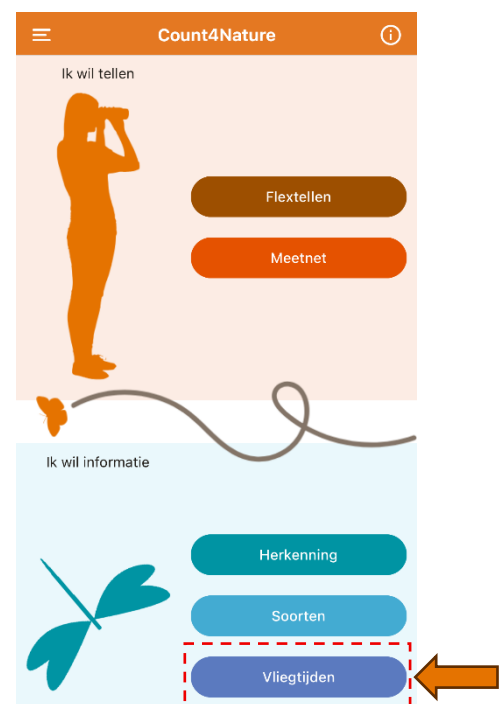 Count4Nature
Ik wil tellen
Flextellen
Meetnet
Ik wil informatie
Herkenning
Soorten
Vliegtijden